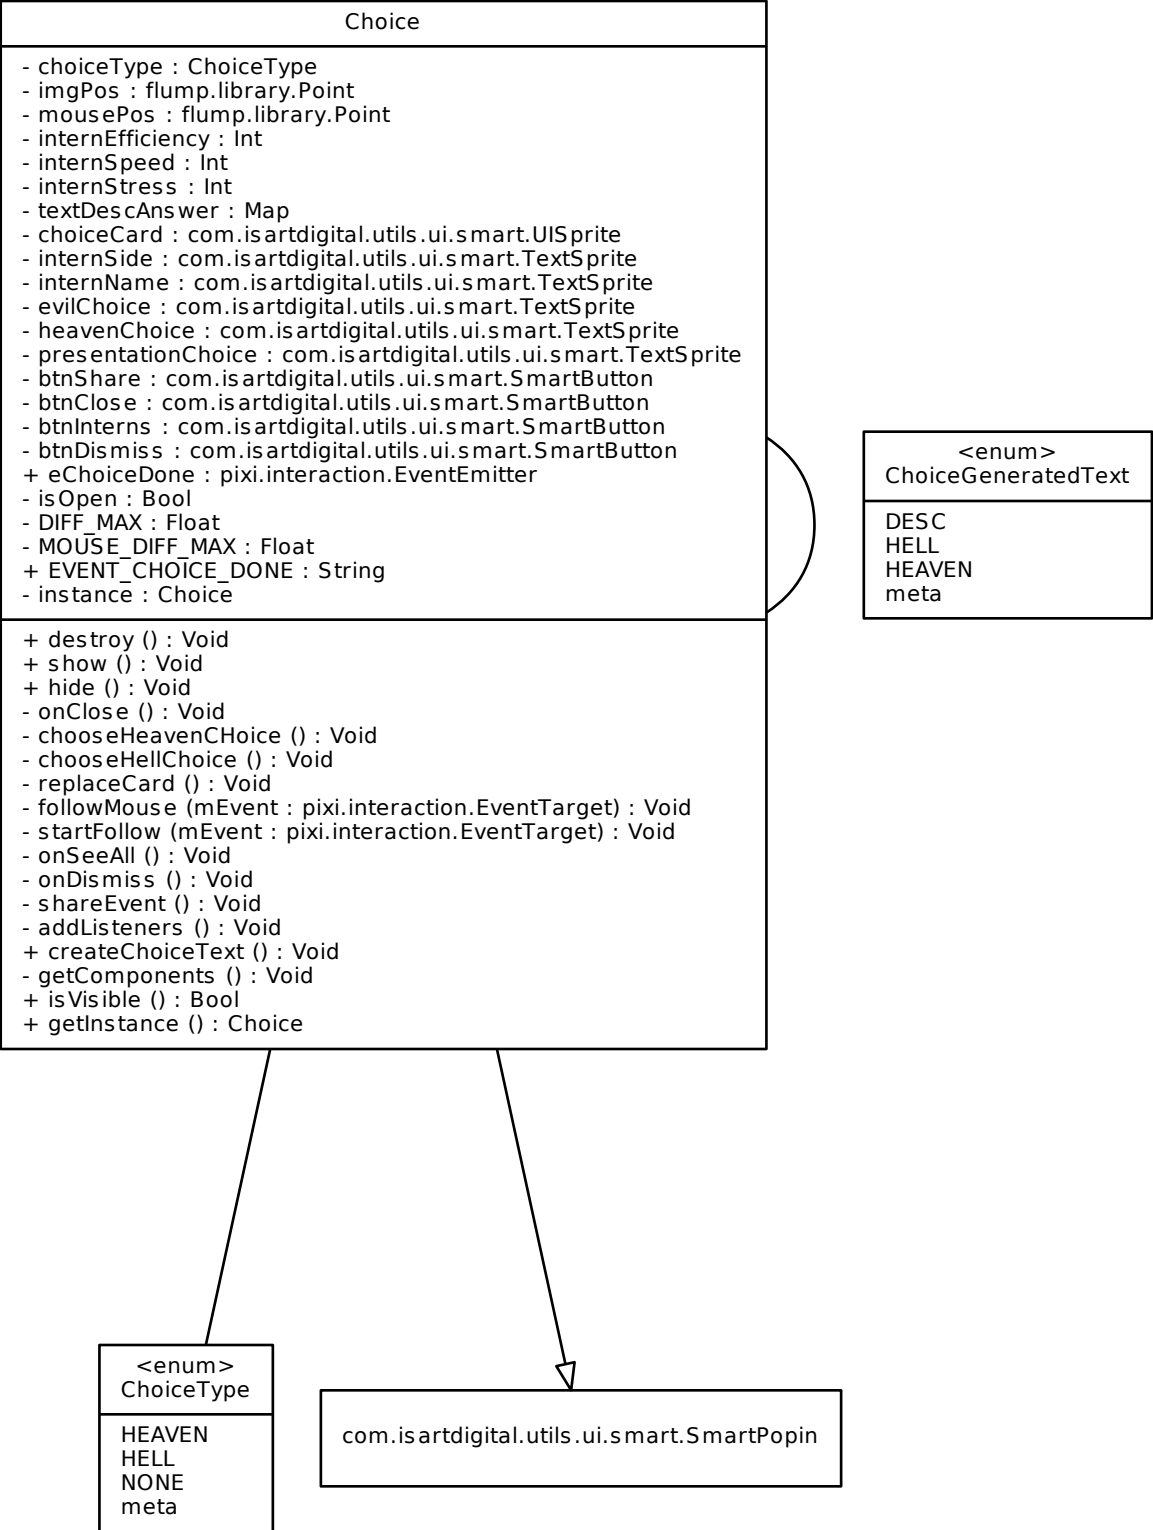 Choice
- choiceType : ChoiceType
- imgPos : flump.library.Point
- mousePos : flump.library.Point
- internEfficiency : Int
- internSpeed : Int
- internStress : Int
- textDescAnswer : Map
- choiceCard : com.isartdigital.utils.ui.smart.UISprite
- internSide : com.isartdigital.utils.ui.smart.TextSprite
- internName : com.isartdigital.utils.ui.smart.TextSprite
- evilChoice : com.isartdigital.utils.ui.smart.TextSprite
- heavenChoice : com.isartdigital.utils.ui.smart.TextSprite
- presentationChoice : com.isartdigital.utils.ui.smart.TextSprite
- btnShare : com.isartdigital.utils.ui.smart.SmartButton
- btnClose : com.isartdigital.utils.ui.smart.SmartButton
- btnInterns : com.isartdigital.utils.ui.smart.SmartButton
- btnDismiss : com.isartdigital.utils.ui.smart.SmartButton
+ eChoiceDone : pixi.interaction.EventEmitter
- isOpen : Bool
- DIFF_MAX : Float
- MOUSE_DIFF_MAX : Float
+ EVENT_CHOICE_DONE : String
- instance : Choice
+ destroy () : Void
+ show () : Void
+ hide () : Void
- onClose () : Void
- chooseHeavenCHoice () : Void
- chooseHellChoice () : Void
- replaceCard () : Void
- followMouse (mEvent : pixi.interaction.EventTarget) : Void
- startFollow (mEvent : pixi.interaction.EventTarget) : Void
- onSeeAll () : Void
- onDismiss () : Void
- shareEvent () : Void
- addListeners () : Void
+ createChoiceText () : Void
- getComponents () : Void
+ isVisible () : Bool
+ getInstance () : Choice
<enum>
ChoiceGeneratedText
DESC
HELL
HEAVEN
meta
<enum>
ChoiceType
HEAVEN
HELL
NONE
meta
com.isartdigital.utils.ui.smart.SmartPopin